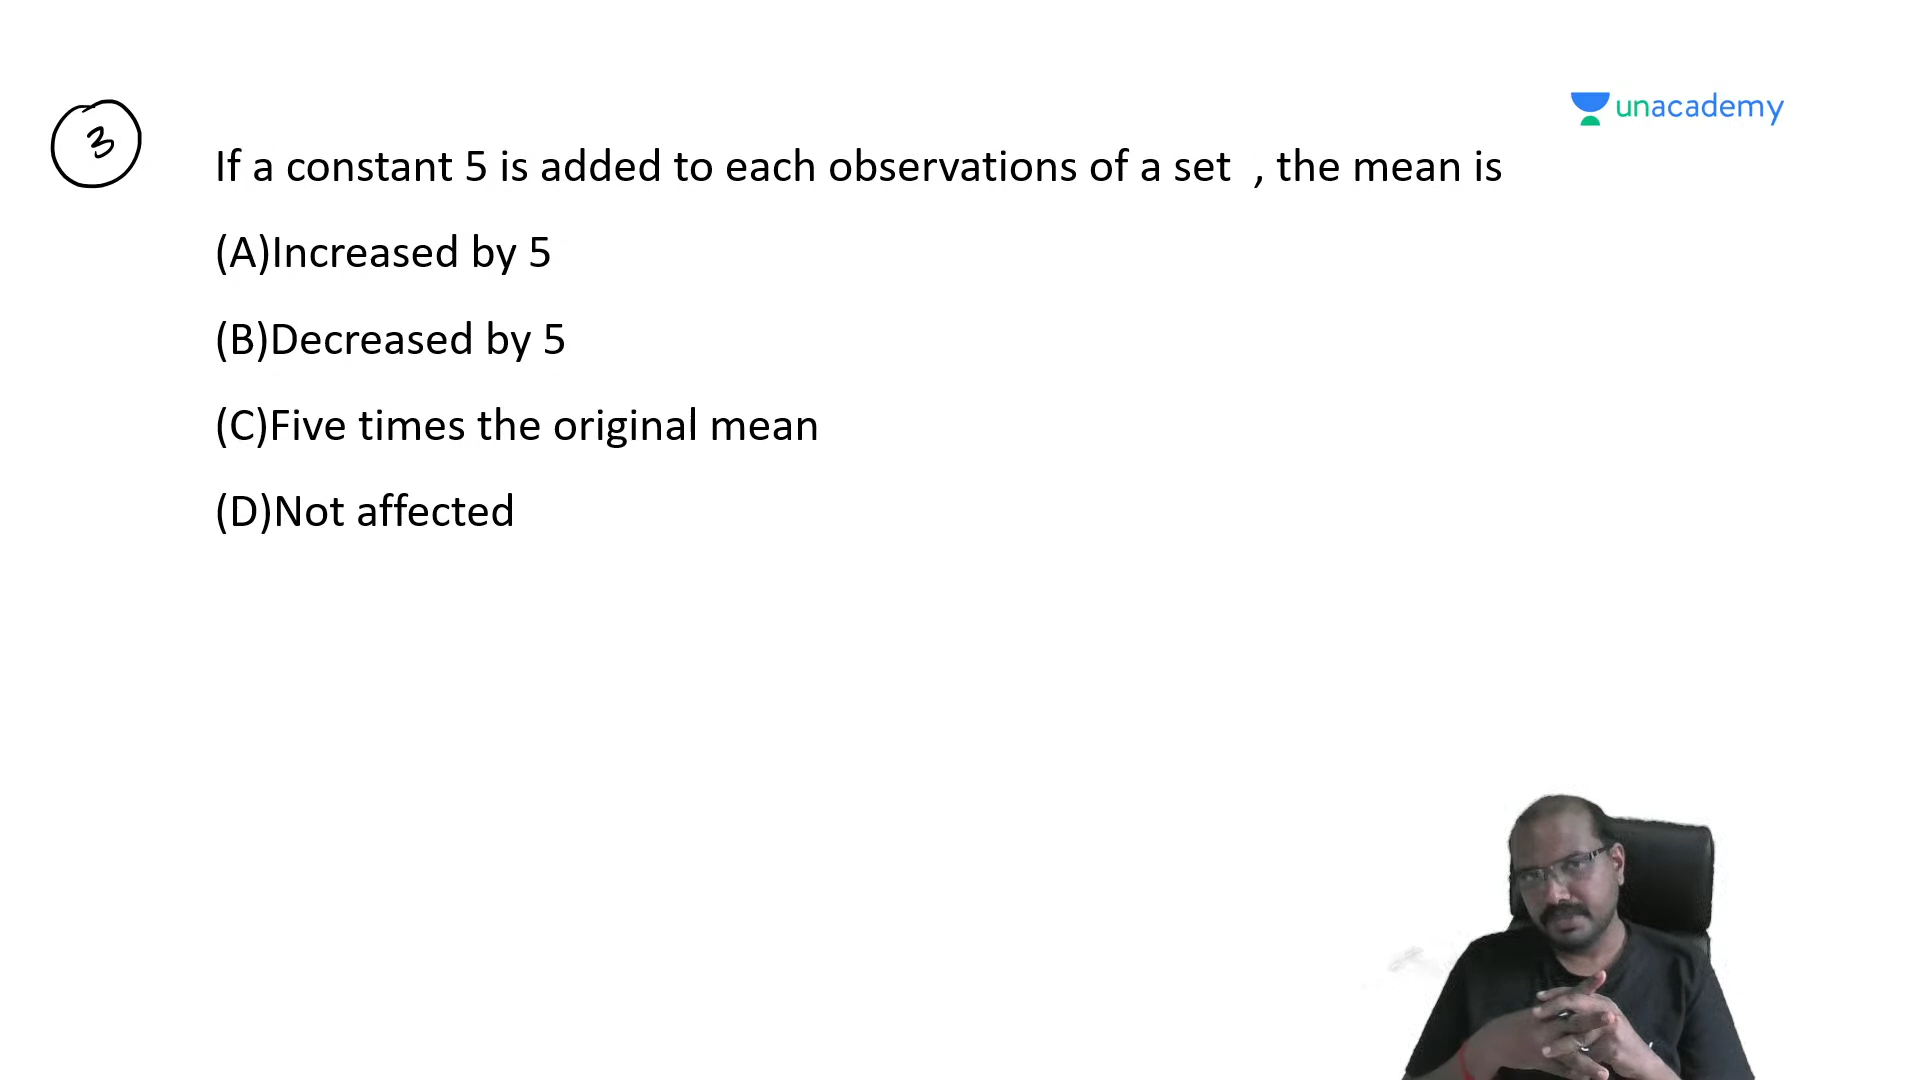 3
unacademy
If a constant 5 is added to each observations of a set  , the mean is
(A)Increased by 5
(B)Decreased by 5
(C)Five times the original mean
(D)Not affected